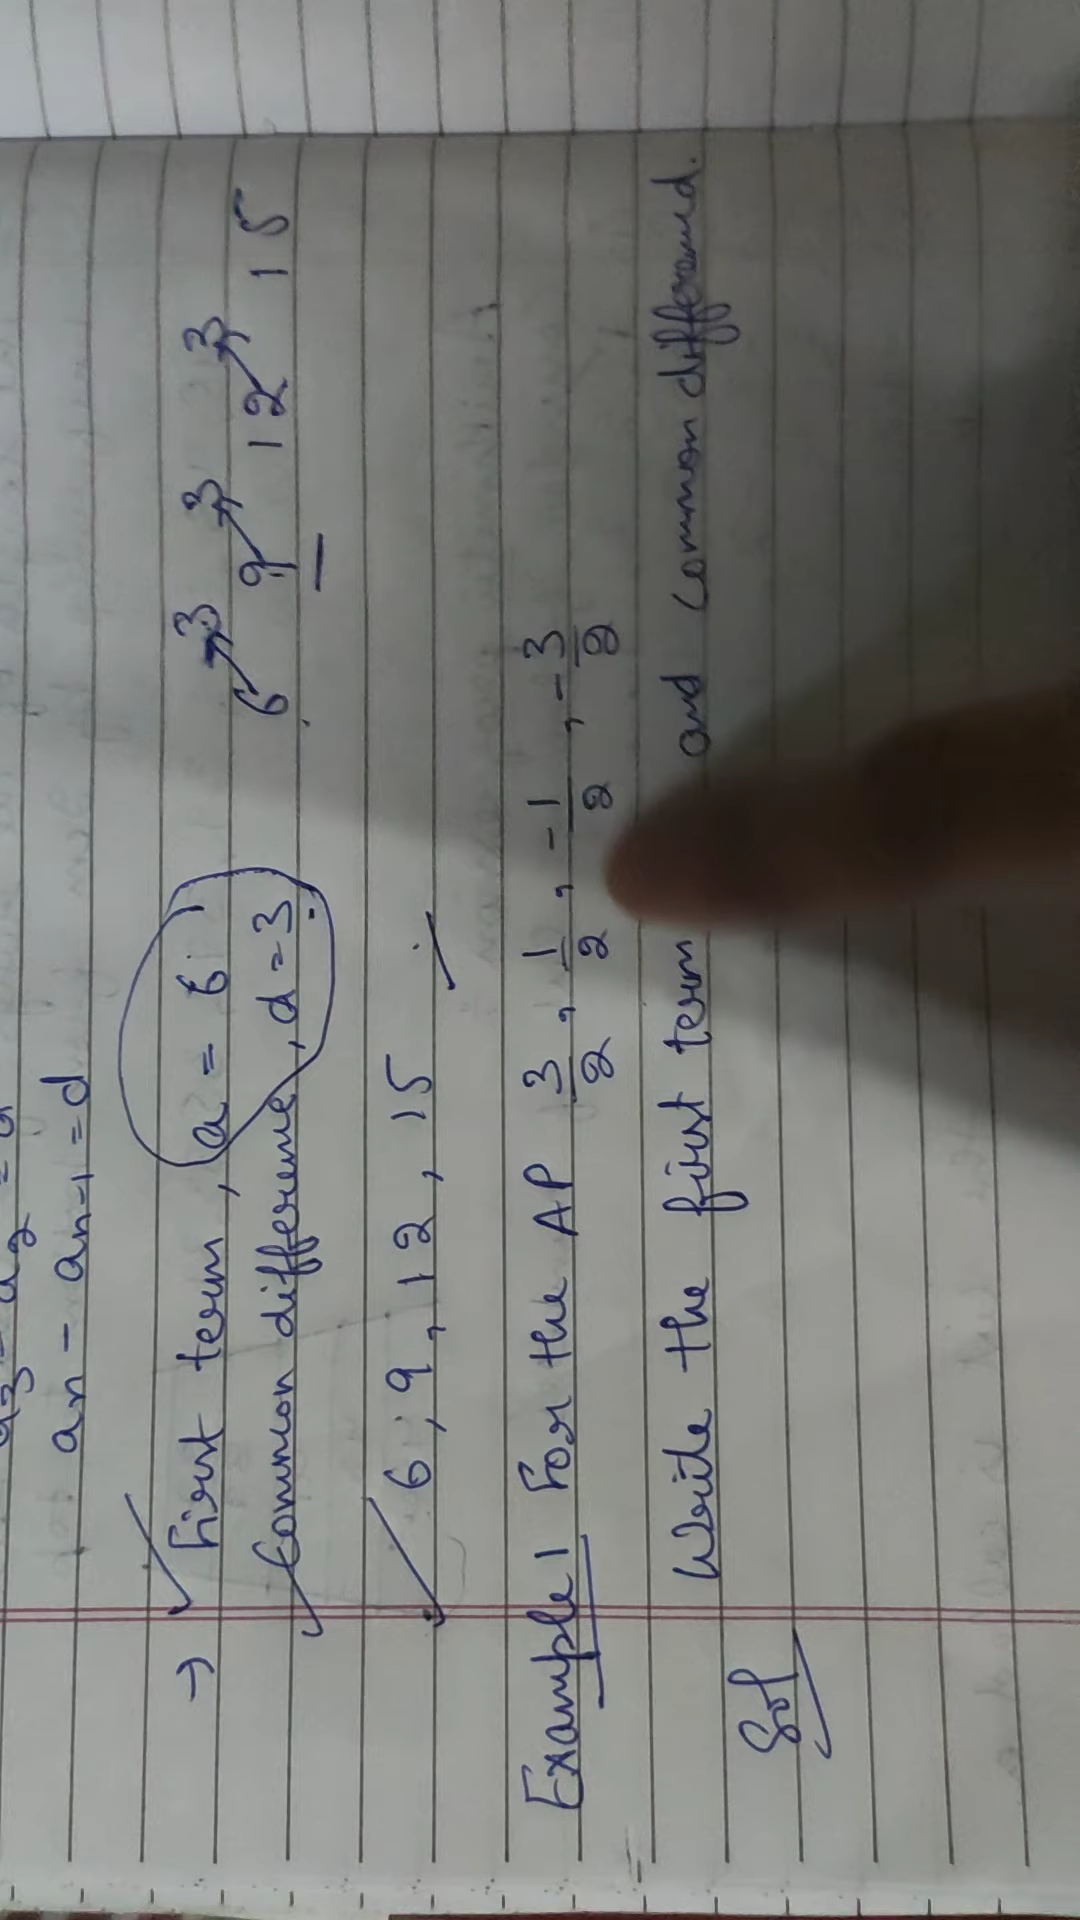 an - an-1 = d
→ First term, a = 6
3 3 3
6 9 12 15
Common difference, d = 3
6, 9, 12, 15
Example 1 For the AP 3/2, 1/2, -1/2, -3/2
Write the first term and common difference.
Sol